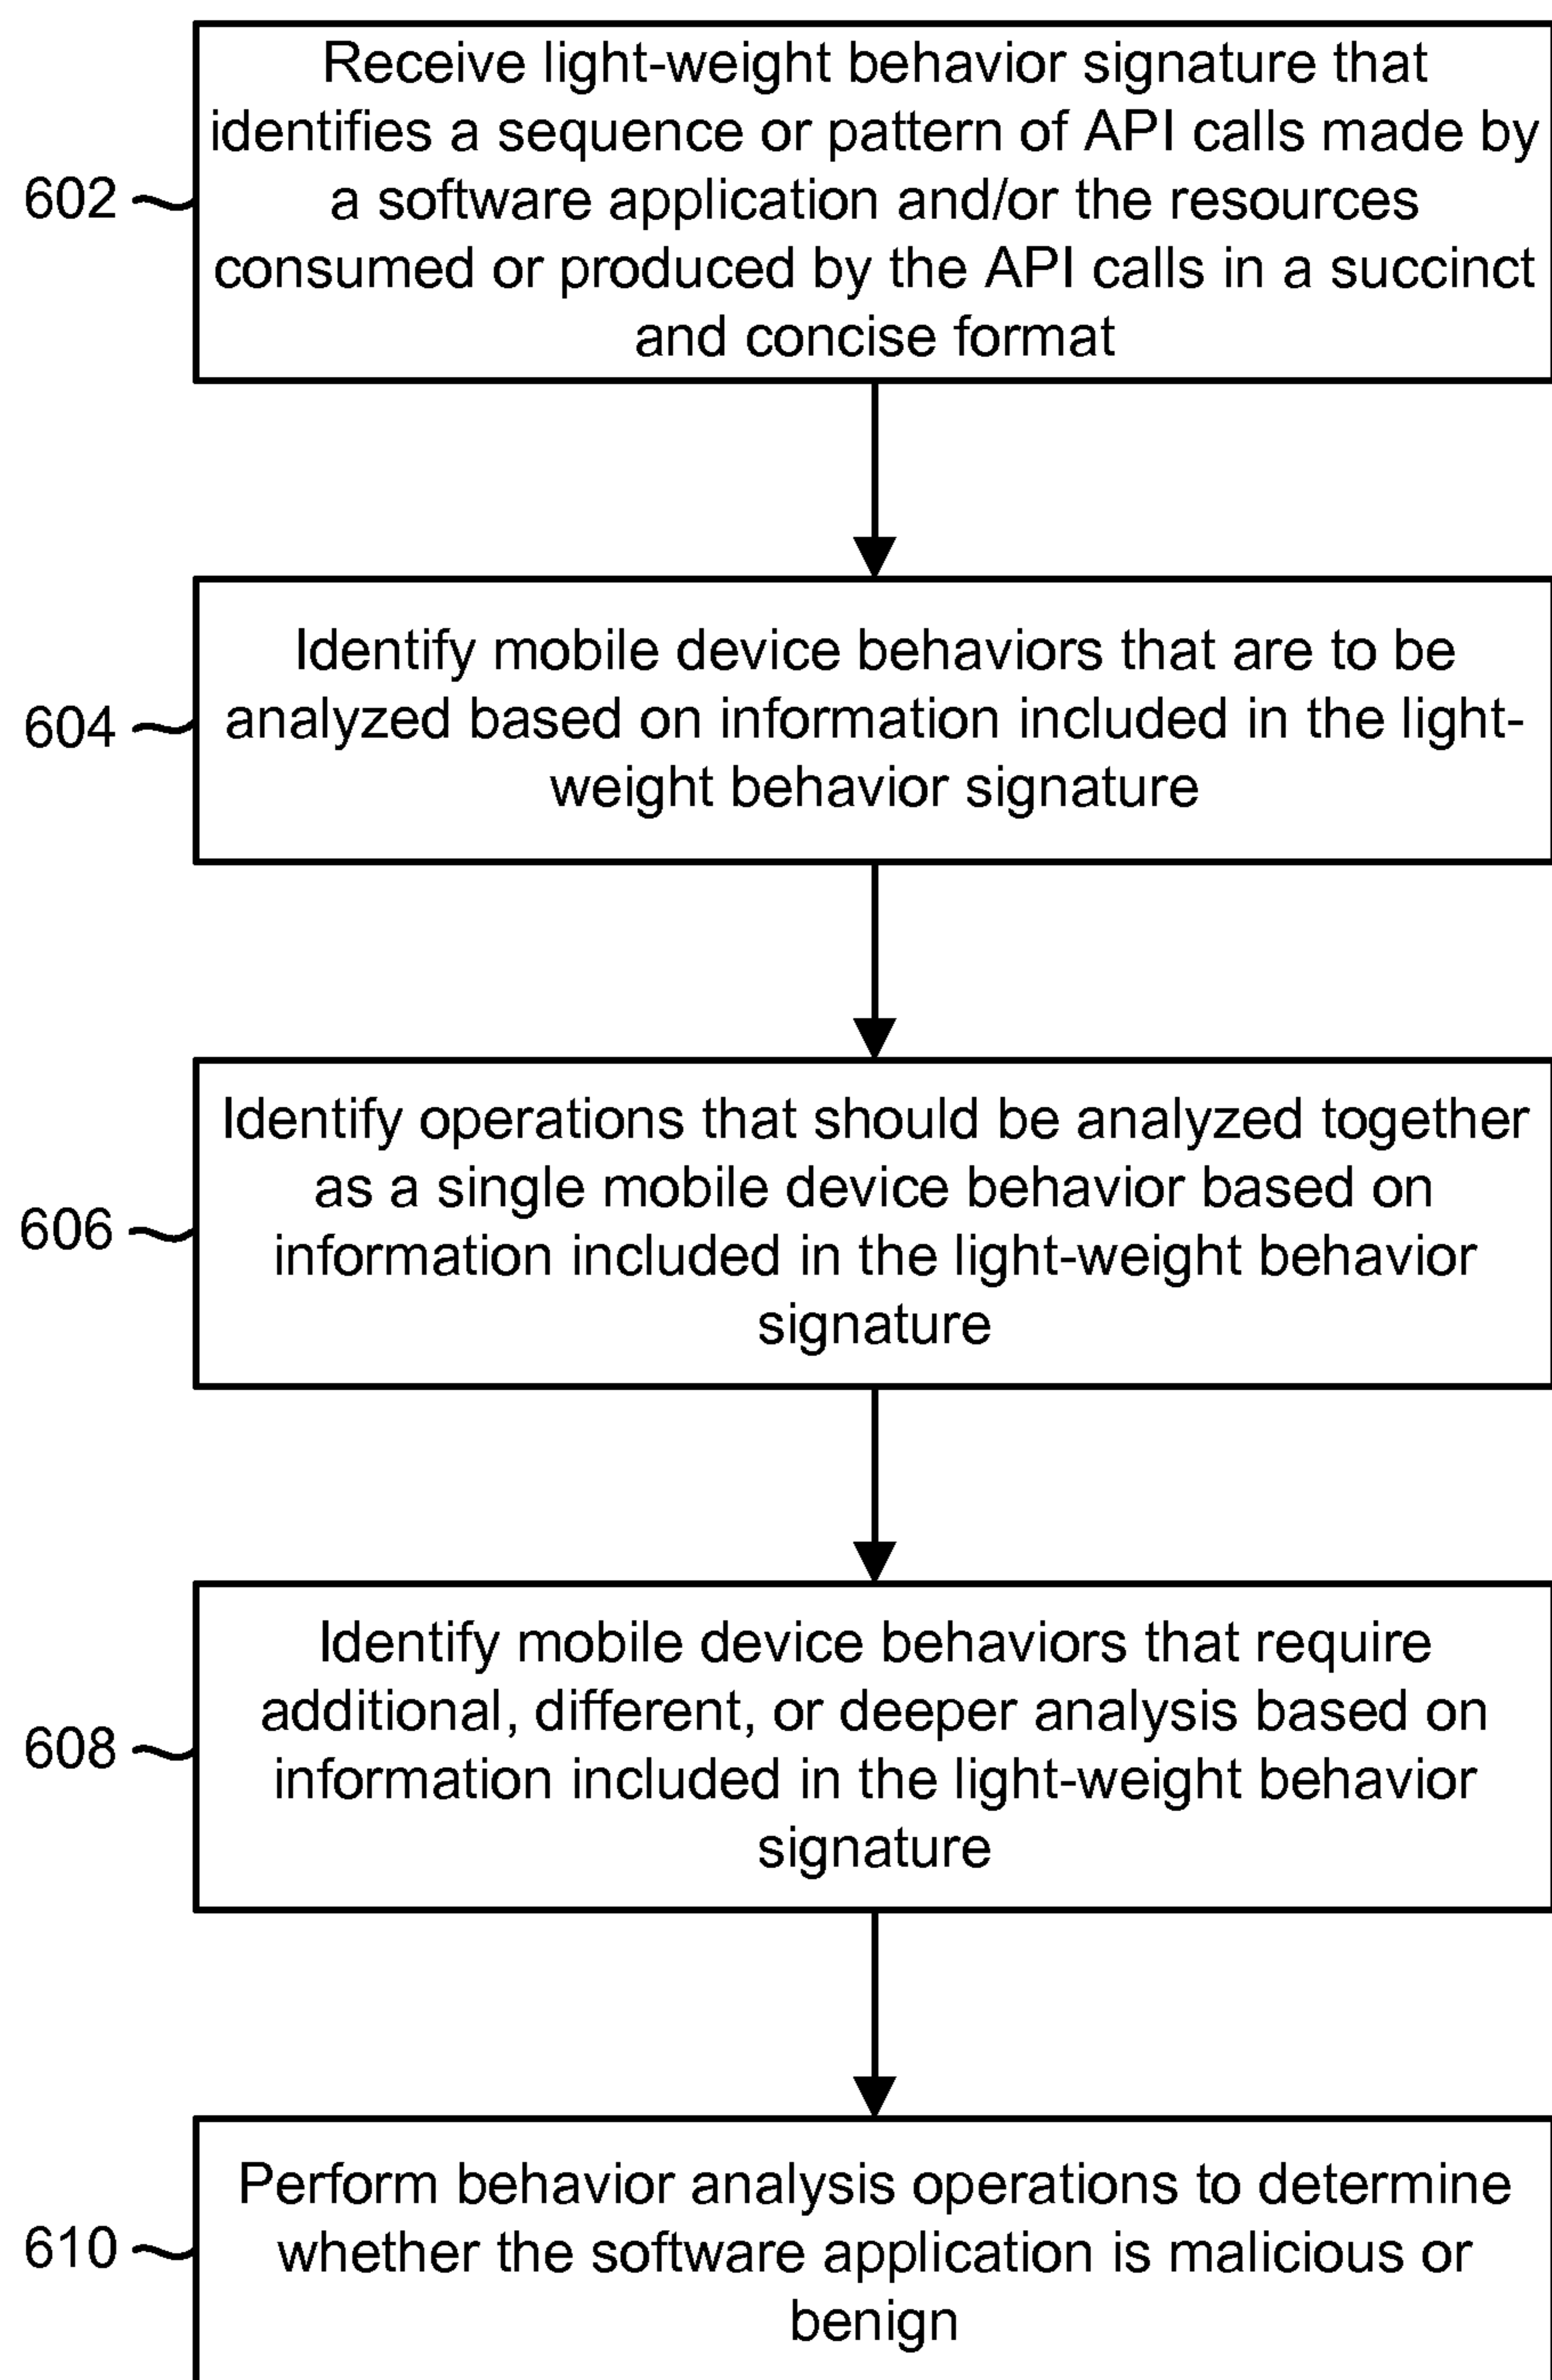 Receive light-weight behavior signature that
identifies a sequence or pattern of API calls made by
602
a software application and/or the resources
consumed or produced by the API calls in a succinct
and concise format
Identify mobile device behaviors that are to be
604
analyzed based on information included in the light-
weight behavior signature
Identify operations that should be analyzed together
as a single mobile device behavior based on
606
information included in the light-weight behavior
signature
Identify mobile device behaviors that require
additional, different, or deeper analysis based on
608
information included in the light-weight behavior
signature
Perform behavior analysis operations to determine
610
whether the software application is malicious or
benign